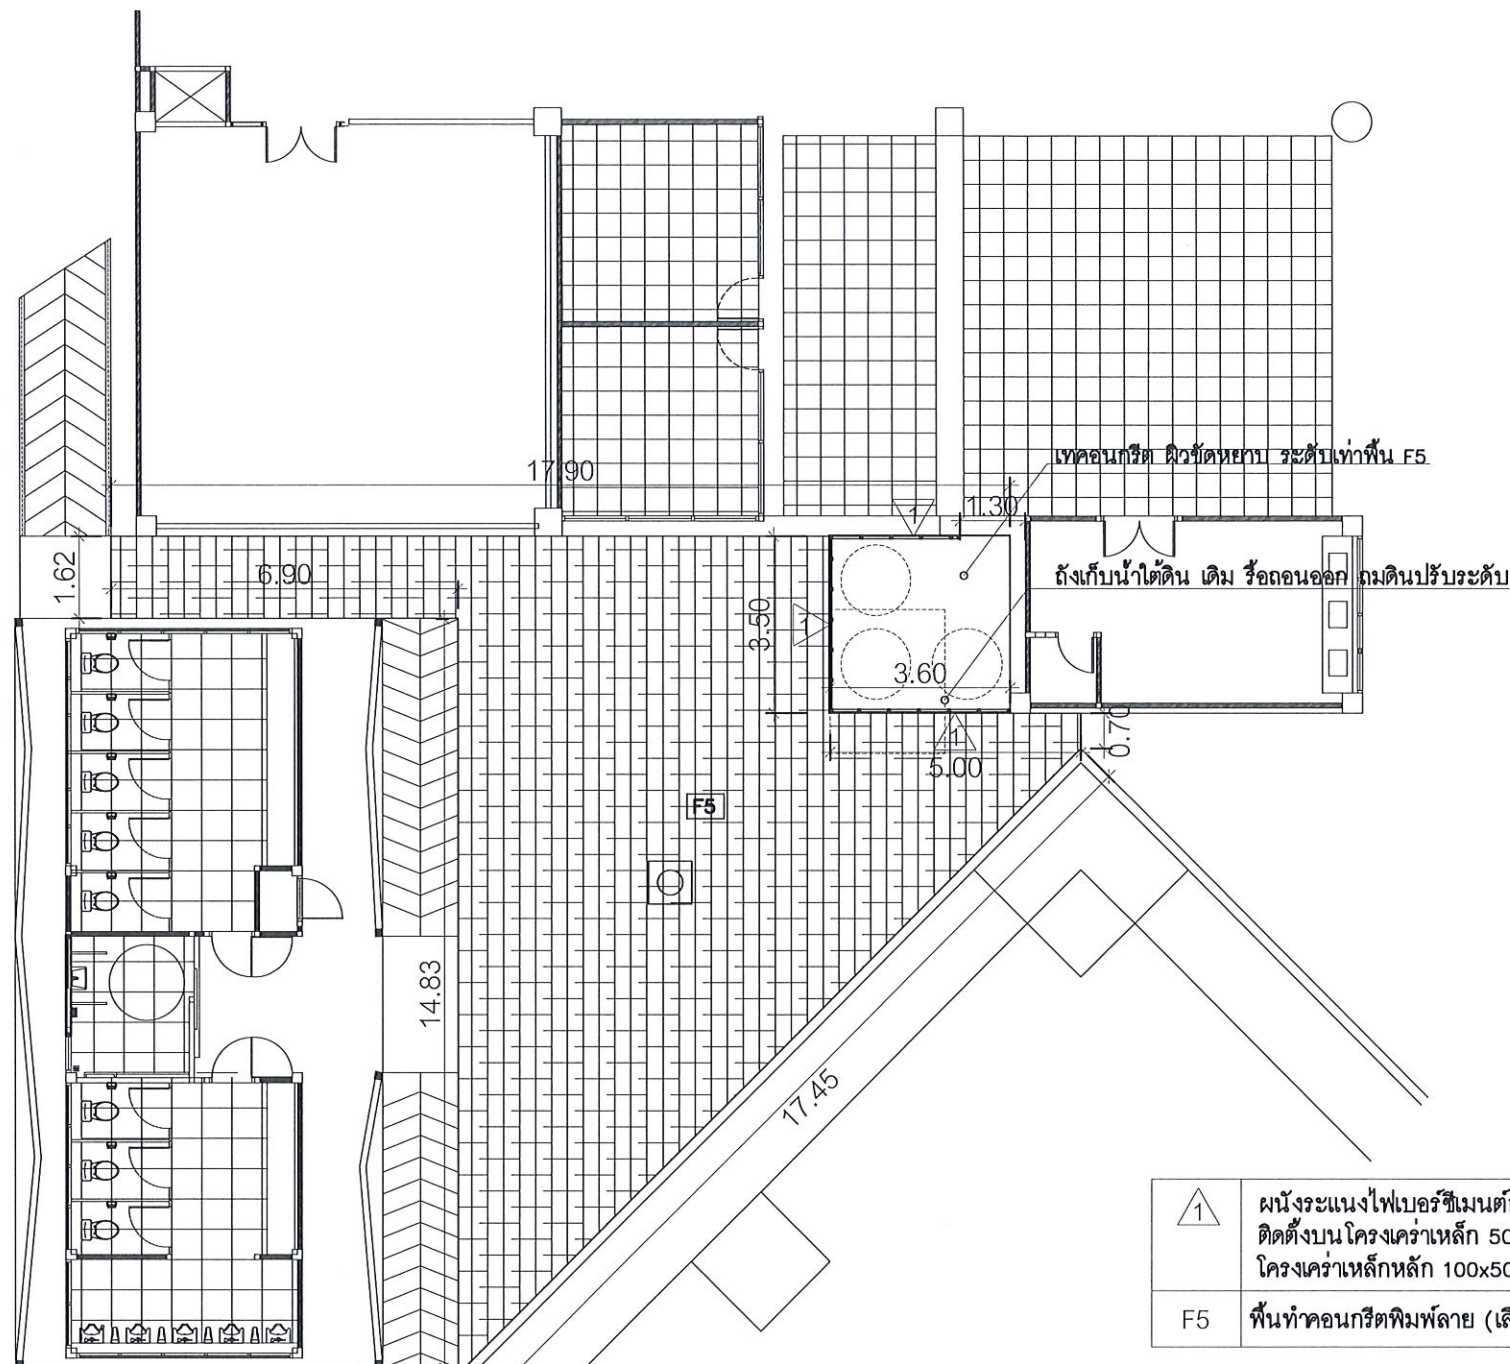 เทคอนกรีต ผิวขัดหยาบ ระดับเท่าพื้น F5
17.90
1.30
1
ถังเก็บน้ำใต้ดิน เดิม รื้อถอนออก ถมดินปรับระดับ
1.62
6.90
3.50
1
3.60
0.70
1
5.00
F5
14.83
17.45
1
ผนังระแนงไฟเบอร์ซีเมนต์
ติดตั้งบนโครงเคร่าเหล็ก 50
โครงเคร่าเหล็กหลัก 100x50
F5
พื้นทำคอนกรีตพิมพ์ลาย